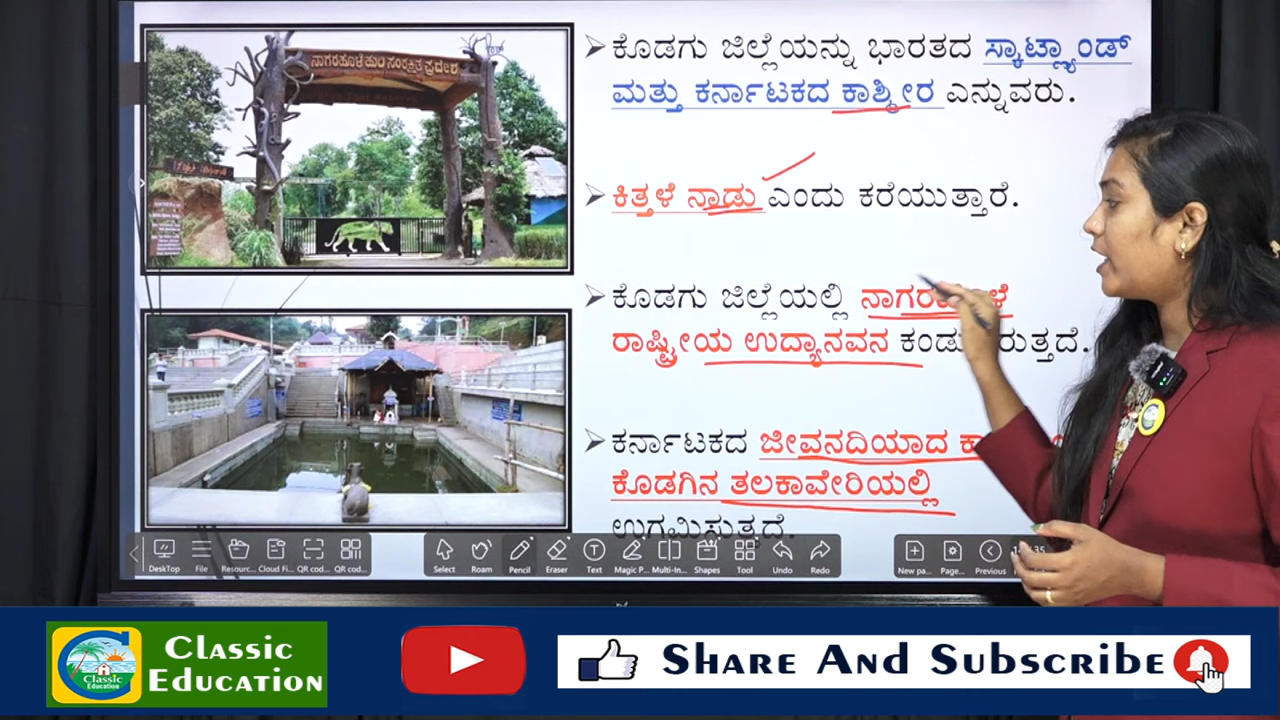 ನಾಗರಹೊಳೆ ಹುಲಿ ಸಂರಕ್ಷಿತ ಪ್ರದೇಶ
➢ಕೊಡಗು ಜಿಲ್ಲೆಯನ್ನು ಭಾರತದ ಸ್ಕಾಟ್ಲ್ಯಾಂಡ್
ಮತ್ತು ಕರ್ನಾಟಕದ ಕಾಶ್ಮೀರ ಎನ್ನುವರು.
➢ಕಿತ್ತಳೆ ನಾಡು ಎಂದು ಕರೆಯುತ್ತಾರೆ.
➢ಕೊಡಗು ಜಿಲ್ಲೆಯಲ್ಲಿ
ರಾಷ್ಟ್ರೀಯ ಉದ್ಯಾನವನ
➢ಕರ್ನಾಟಕದ ಜೀವನದಿಯಾದ
ಕೊಡಗಿನ ತಲಕಾವೇರಿಯಲ್ಲಿ
ಉಗಮಿಸುತ್ತದೆ.
DeskTop File Resourc... Cloud Fi... QR cod... QR cod... Select Roam Pencil Eraser Text Magic P... Multi-In... Shapes Tool Undo Redo New pa... Page... Previous
Classic Education
Classic
Education
Share And Subscribe